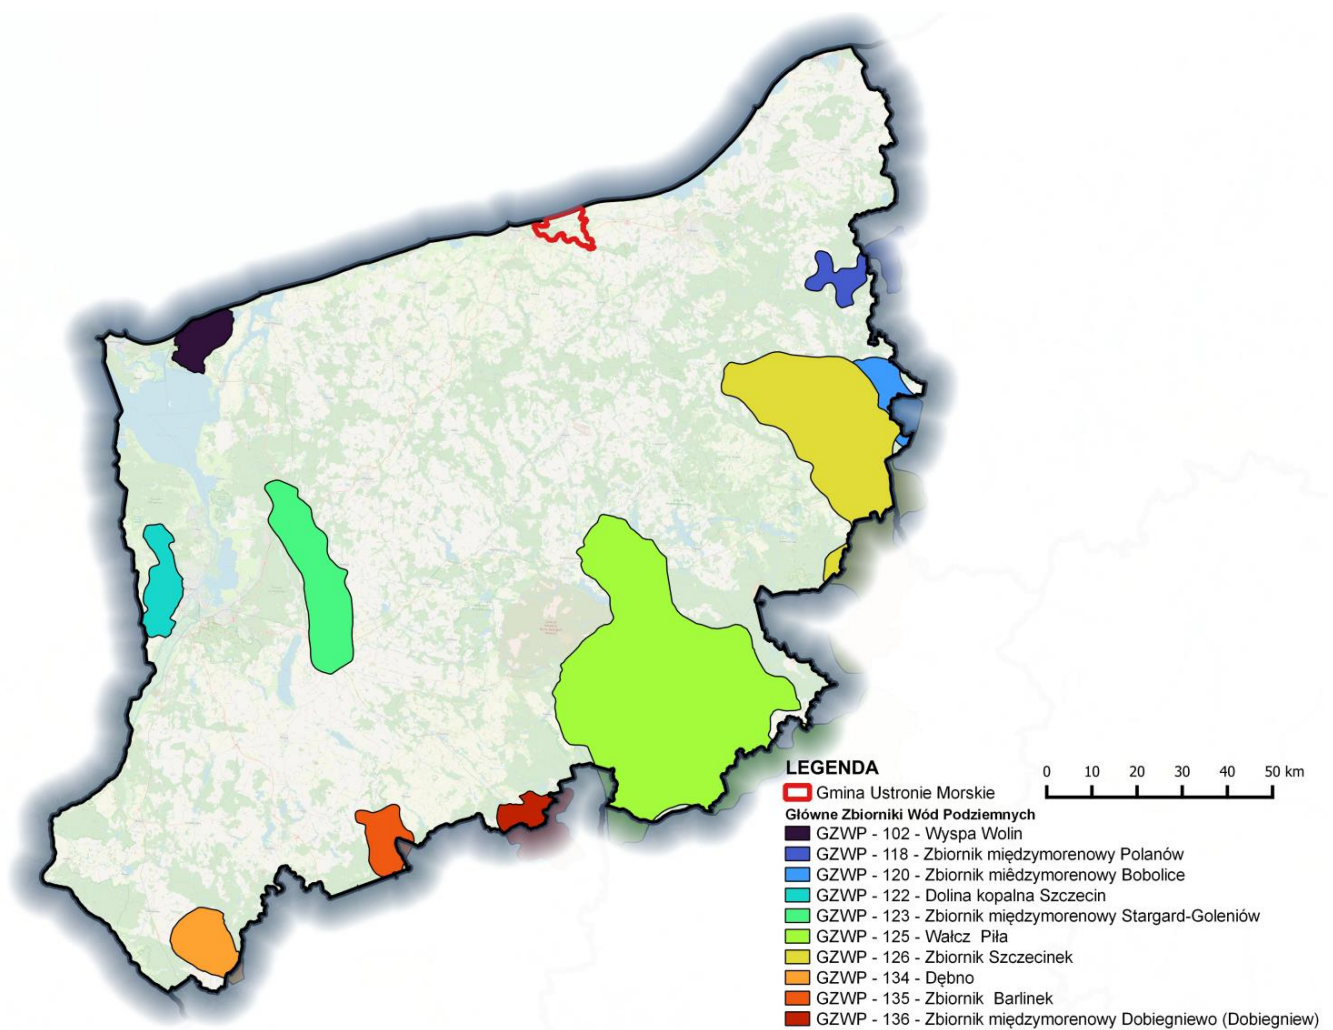 LEGENDA
Gmina Ustronie Morskie
Główne Zbiorniki Wód Podziemnych
GZWP - 102 - Wyspa Wolin
GZWP - 118 - Zbiornik międzymorenowy Polanów
GZWP - 120 - Zbiornik miêdzymorenowy Bobolice
GZWP - 122 - Dolina kopalna Szczecin
GZWP - 123 - Zbiornik międzymorenowy Stargard-Goleniów
GZWP - 125 - Wałcz Piła
GZWP - 126 - Zbiornik Szczecinek
GZWP - 134 - Dębno
GZWP - 135 - Zbiornik Barlinek
GZWP - 136 - Zbiornik międzymorenowy Dobiegniewo (Dobiegniew)
0 10 20 30 40 50 km